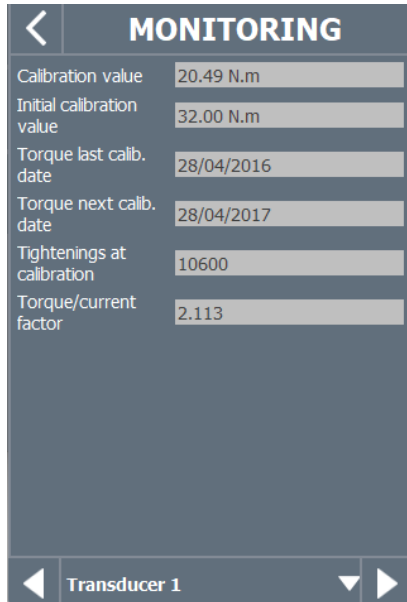 MONITORING
Calibration value 20.49 N.m
Initial calibration
value 32.00 N.m
Torque last calib.
date 28/04/2016
Torque next calib.
date 28/04/2017
Tightenings at
calibration 10600
Torque/current
factor 2.113
Transducer 1